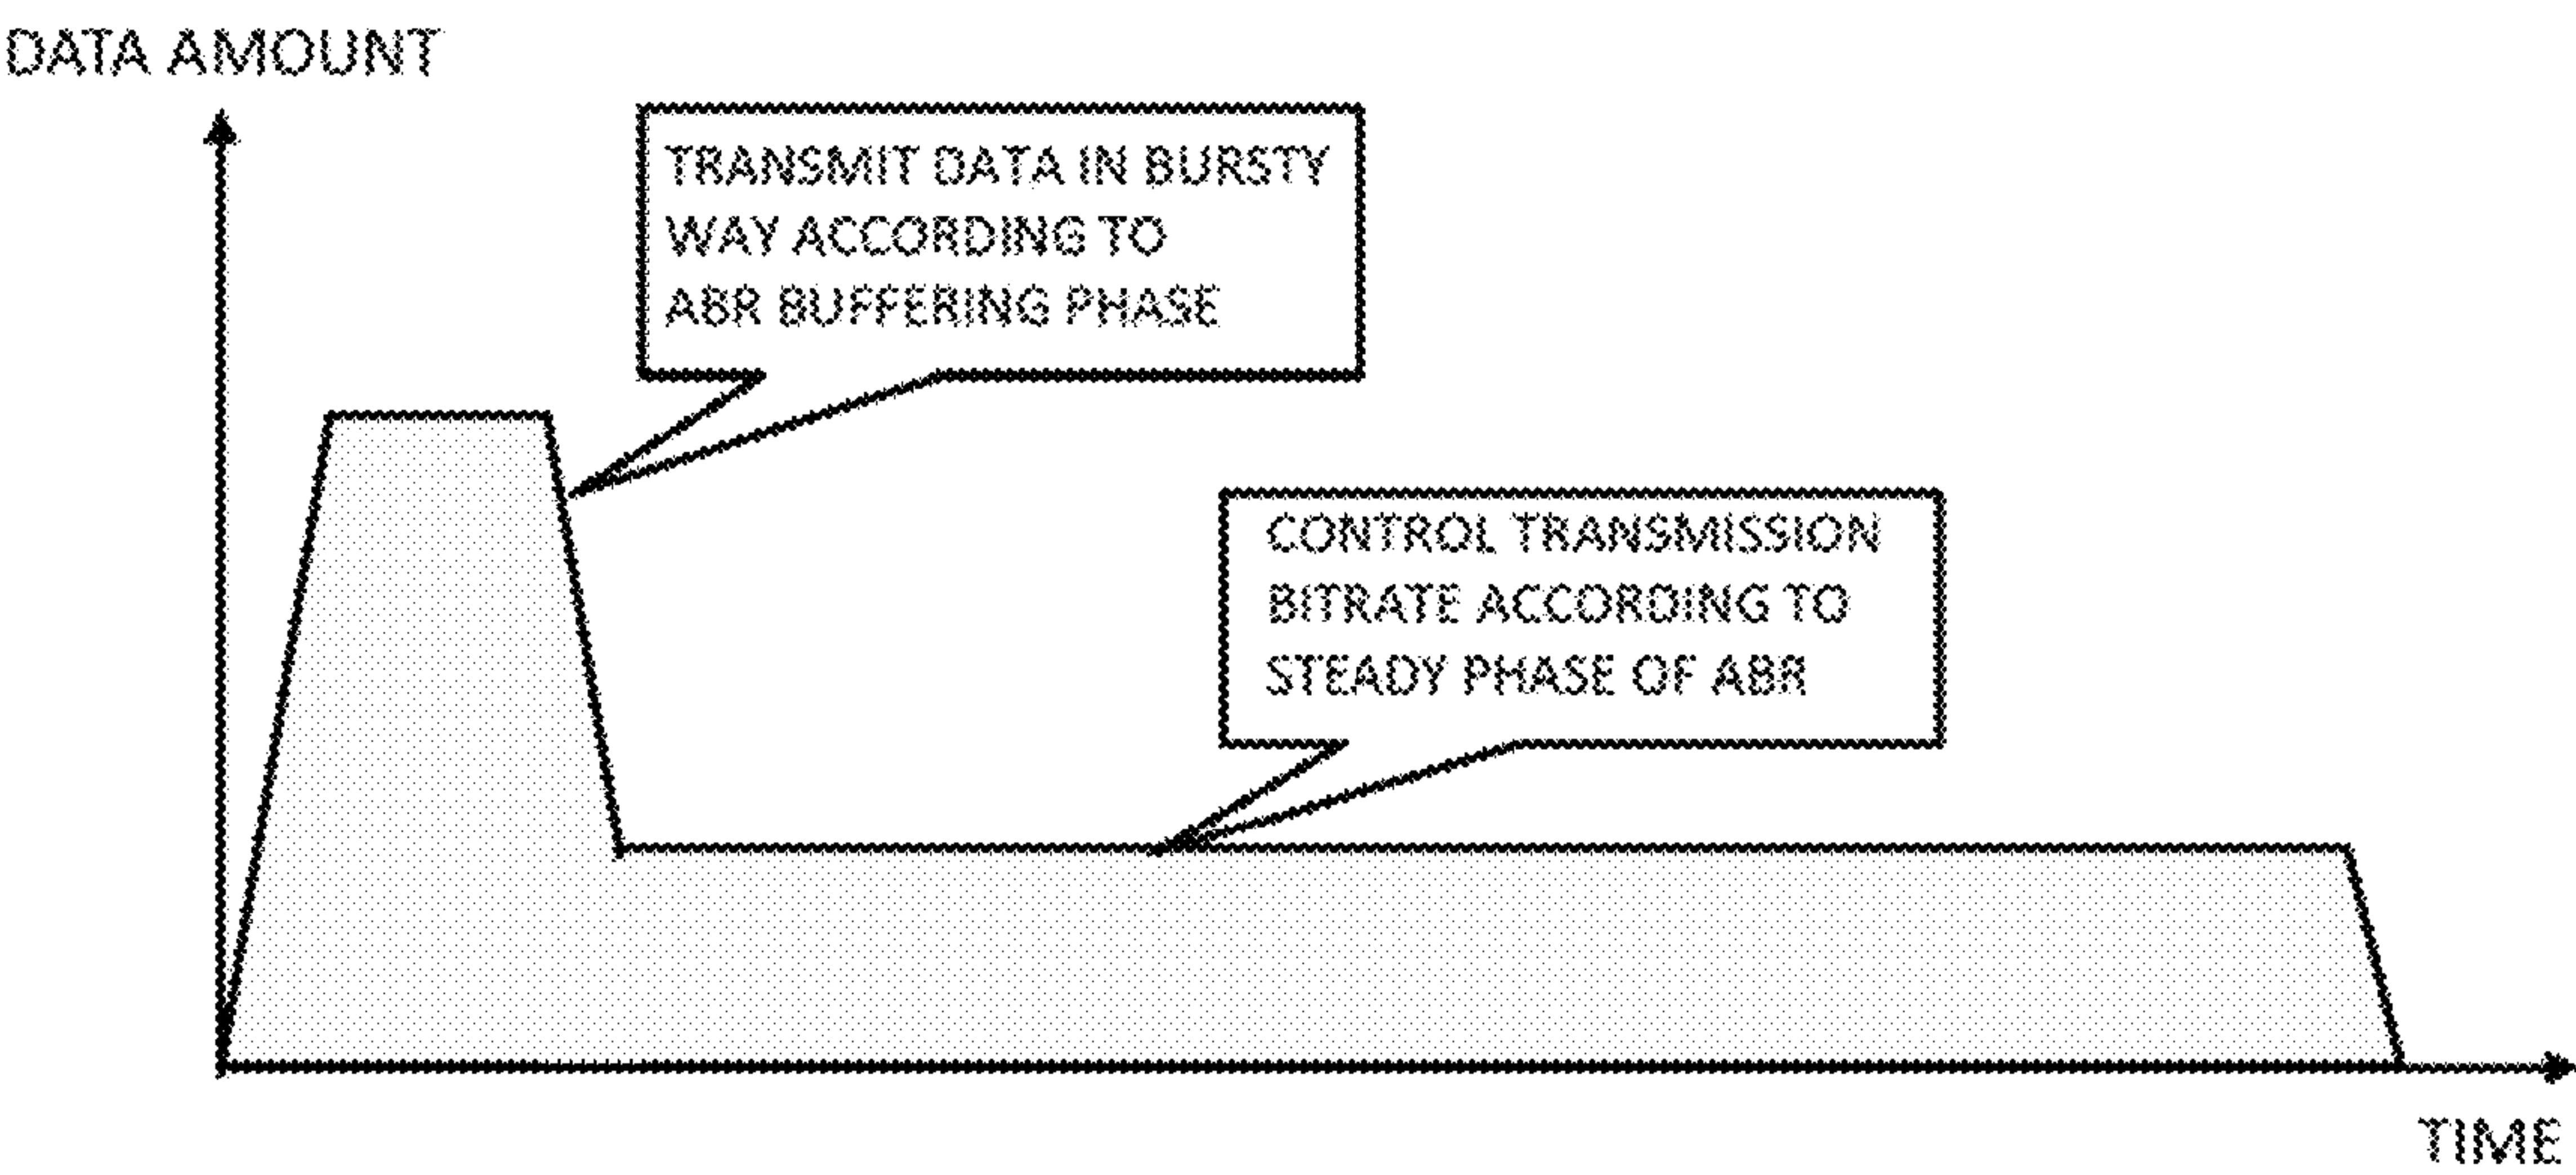 DATA AMOUNT
TRANSMIT DATA IN BURSTY
WAY ACCORDING TO
ABR BUFFERING PHASE
CONTROL TRANSMISSION
BITRATE ACCORDING TO
STEADY PHASE OF ABR
TIME